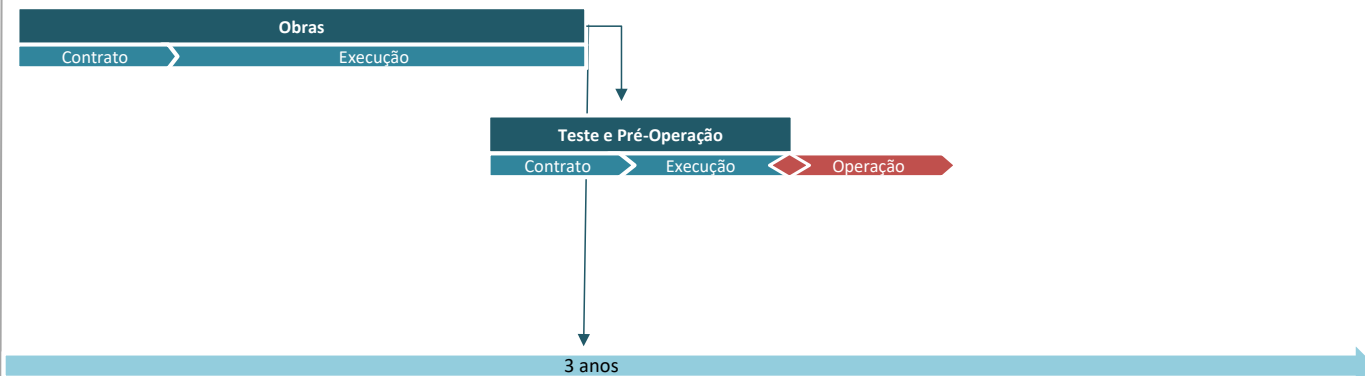 Obras
Contrato Execução
Teste e Pré-Operação
Contrato Execução Operação
3 anos